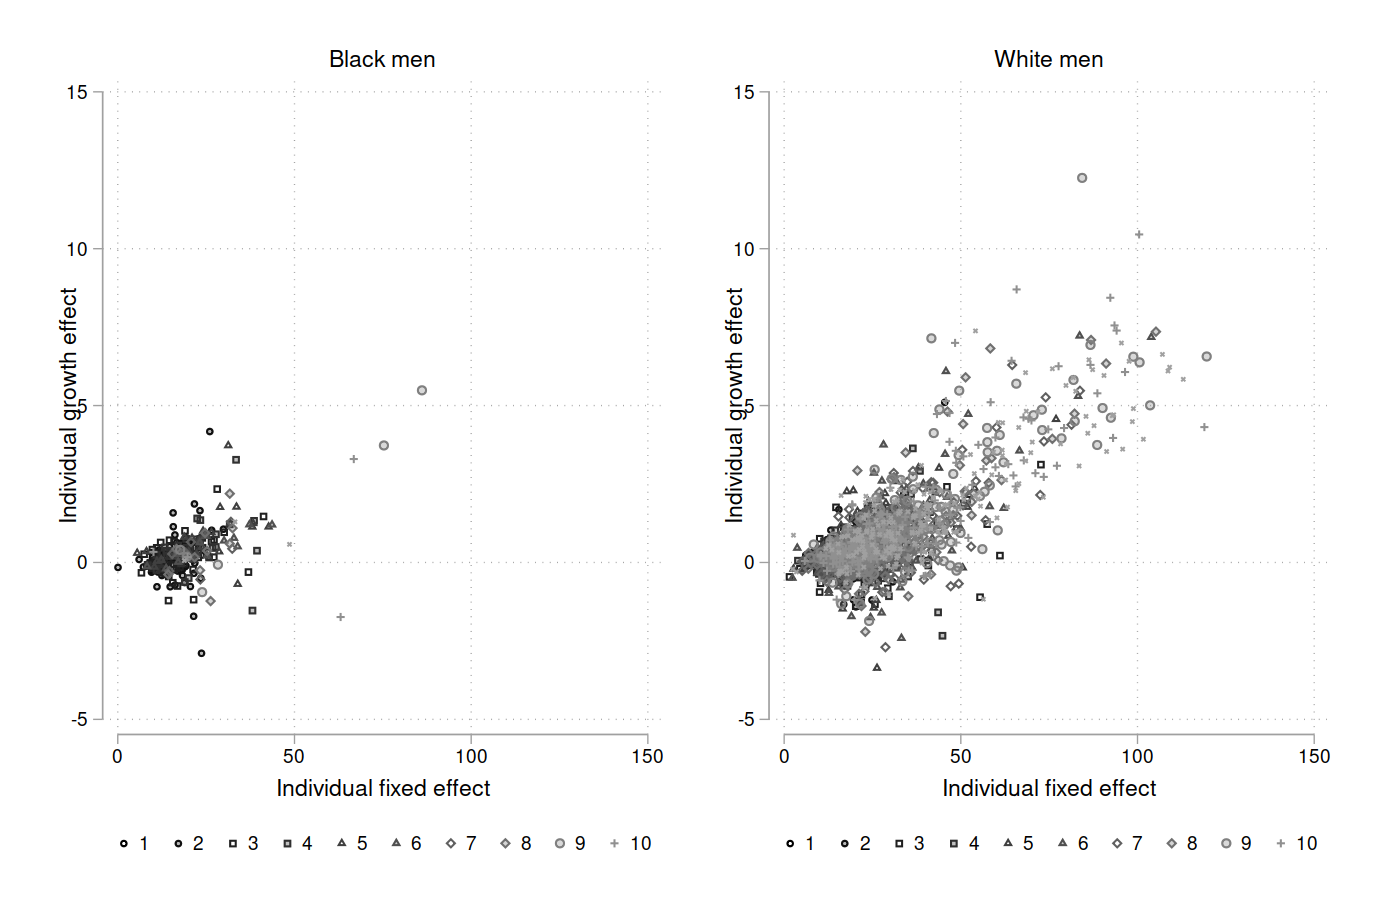 Black men
15
10
5
0
-5
Individual growth effect
0 50 100 150
Individual fixed effect
1 2 3 4 5 6 7 8 9 10
White men
15
10
5
0
-5
Individual growth effect
0 50 100 150
Individual fixed effect
1 2 3 4 5 6 7 8 9 10